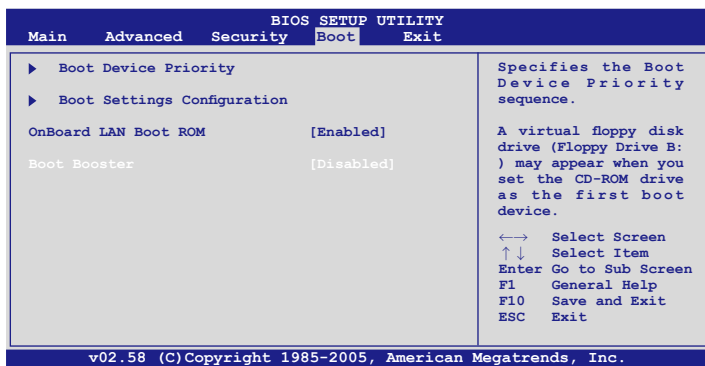 BIOS SETUP UTILITY
Main Advanced Security Boot Exit
Boot Device Priority
Boot Settings Configuration
OnBoard LAN Boot ROM [Enabled]
Boot Booster [Disabled]
Specifies the Boot
Device Priority
sequence.
A virtual floppy disk
drive (Floppy Drive B:
) may appear when you
set the CD-ROM drive
as the first boot
device.
←→ Select Screen
↑↓ Select Item
Enter Go to Sub Screen
F1 General Help
F10 Save and Exit
ESC Exit
v02.58 (C)Copyright 1985-2005, American Megatrends, Inc.